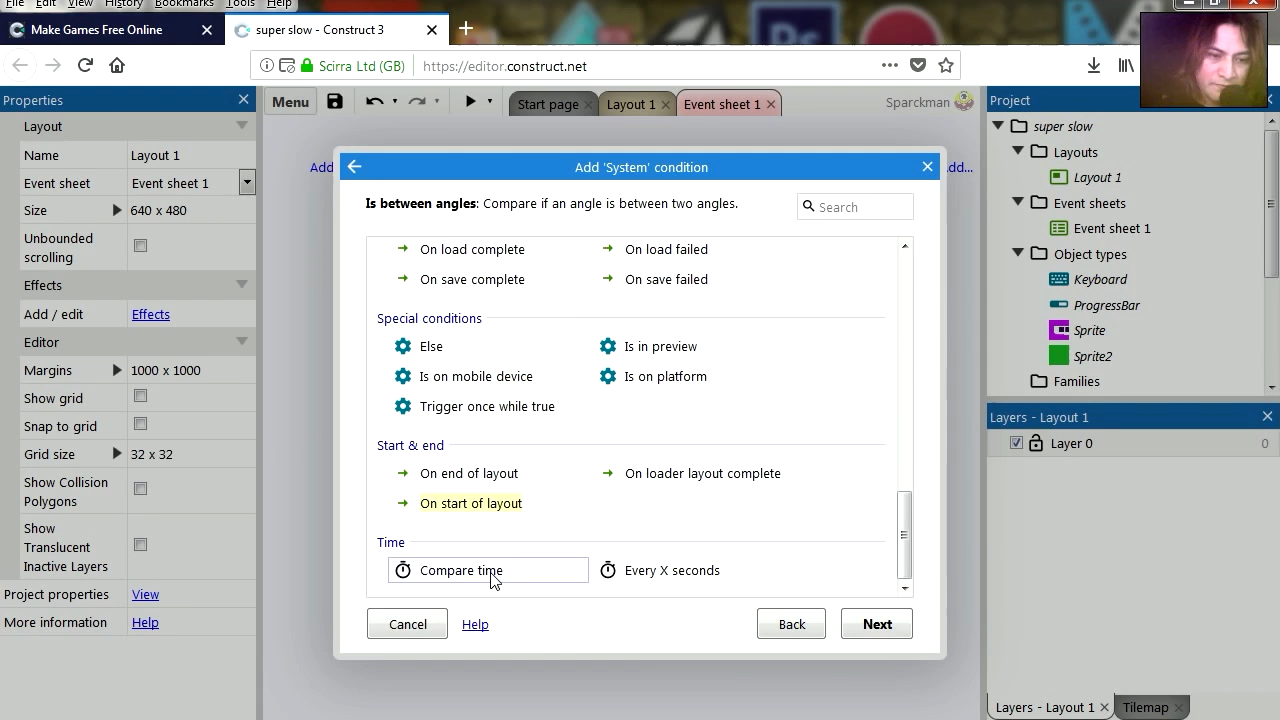 File Edit View History Bookmarks Tools Help
Make Games Free Online
super slow - Construct 3
Scirra Ltd (GB) https://editor.construct.net
Properties
Menu
Start page Layout 1 Event sheet 1
Sparckman
Project
Layout
Name Layout 1
Event sheet Event sheet 1
Size 640 x 480
Unbounded scrolling
Effects
Add / edit Effects
Editor
Margins 1000 x 1000
Show grid
Snap to grid
Grid size 32 x 32
Show Collision Polygons
Show Translucent Inactive Layers
Project properties View
More information Help
Add 'System' condition
Is between angles: Compare if an angle is between two angles.
Search
On load complete On load failed
On save complete On save failed
Special conditions
Else Is in preview
Is on mobile device Is on platform
Trigger once while true
Start & end
On end of layout On loader layout complete
On start of layout
Time
Compare time Every X seconds
Cancel Help Back Next
super slow
Layouts
Layout 1
Event sheets
Event sheet 1
Object types
Keyboard
ProgressBar
Sprite
Sprite2
Families
Layers - Layout 1
Layer 0 0
Layers - Layout 1 Tilemap